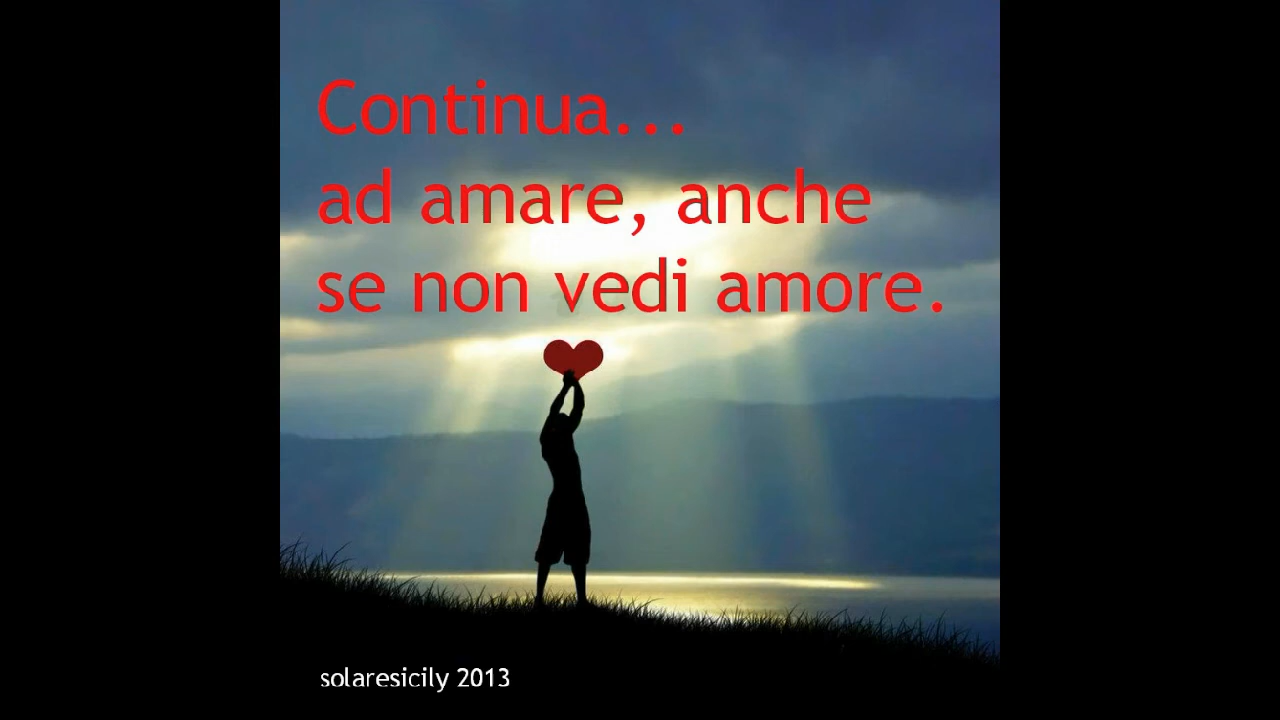 Continua...
ad amare, anche
se non vedi amore.
solaresicily 2013